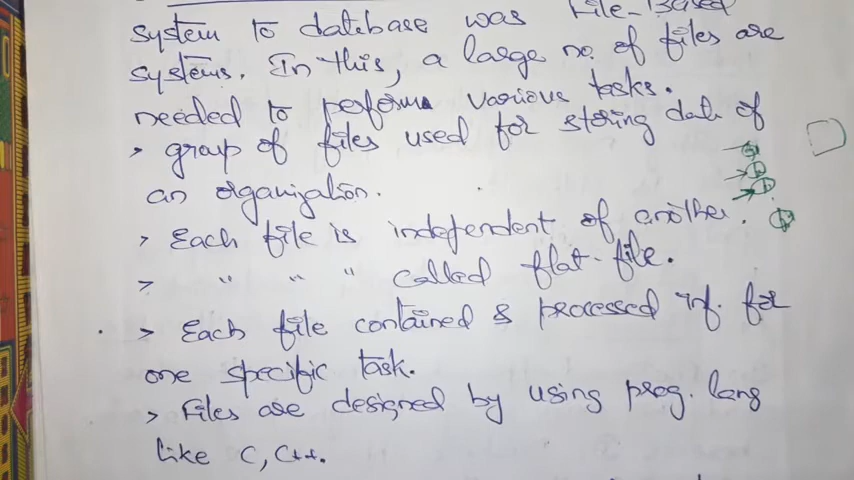 system to database was File-Based
systems. In this, a large no. of files are
needed to perform various tasks.
> group of files used for storing data of
an organization.
> Each file is independent of another.
> " " " called flat-file.
> Each file contained & processed inf. for
one specific task.
> Files are designed by using prog. lang
like C, C++.